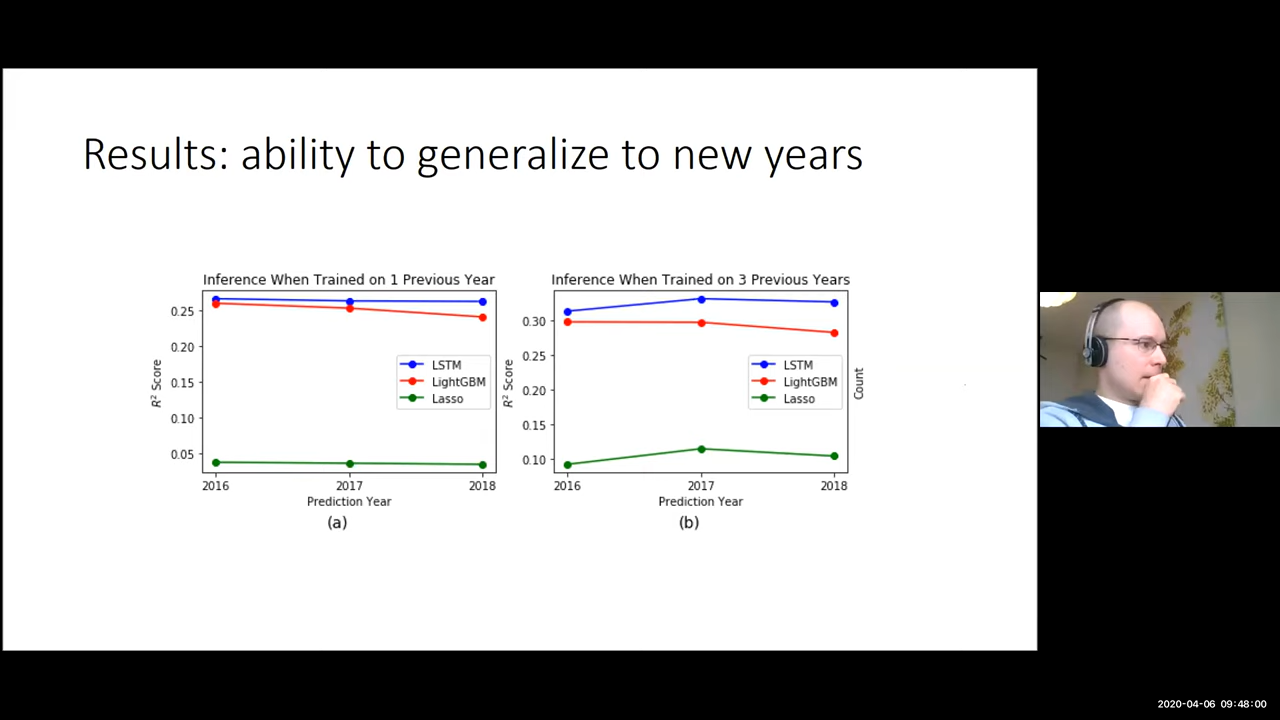 Results: ability to generalize to new years
Inference When Trained on 1 Previous Year
R² Score
0.25
0.20
0.15
0.10
0.05
LSTM
LightGBM
Lasso
2016 2017 2018
Prediction Year
(a)
Inference When Trained on 3 Previous Years
R² Score
0.30
0.25
0.20
0.15
0.10
LSTM
LightGBM
Lasso
2016 2017 2018
Prediction Year
(b)
Count
2020-04-06 09:48:00